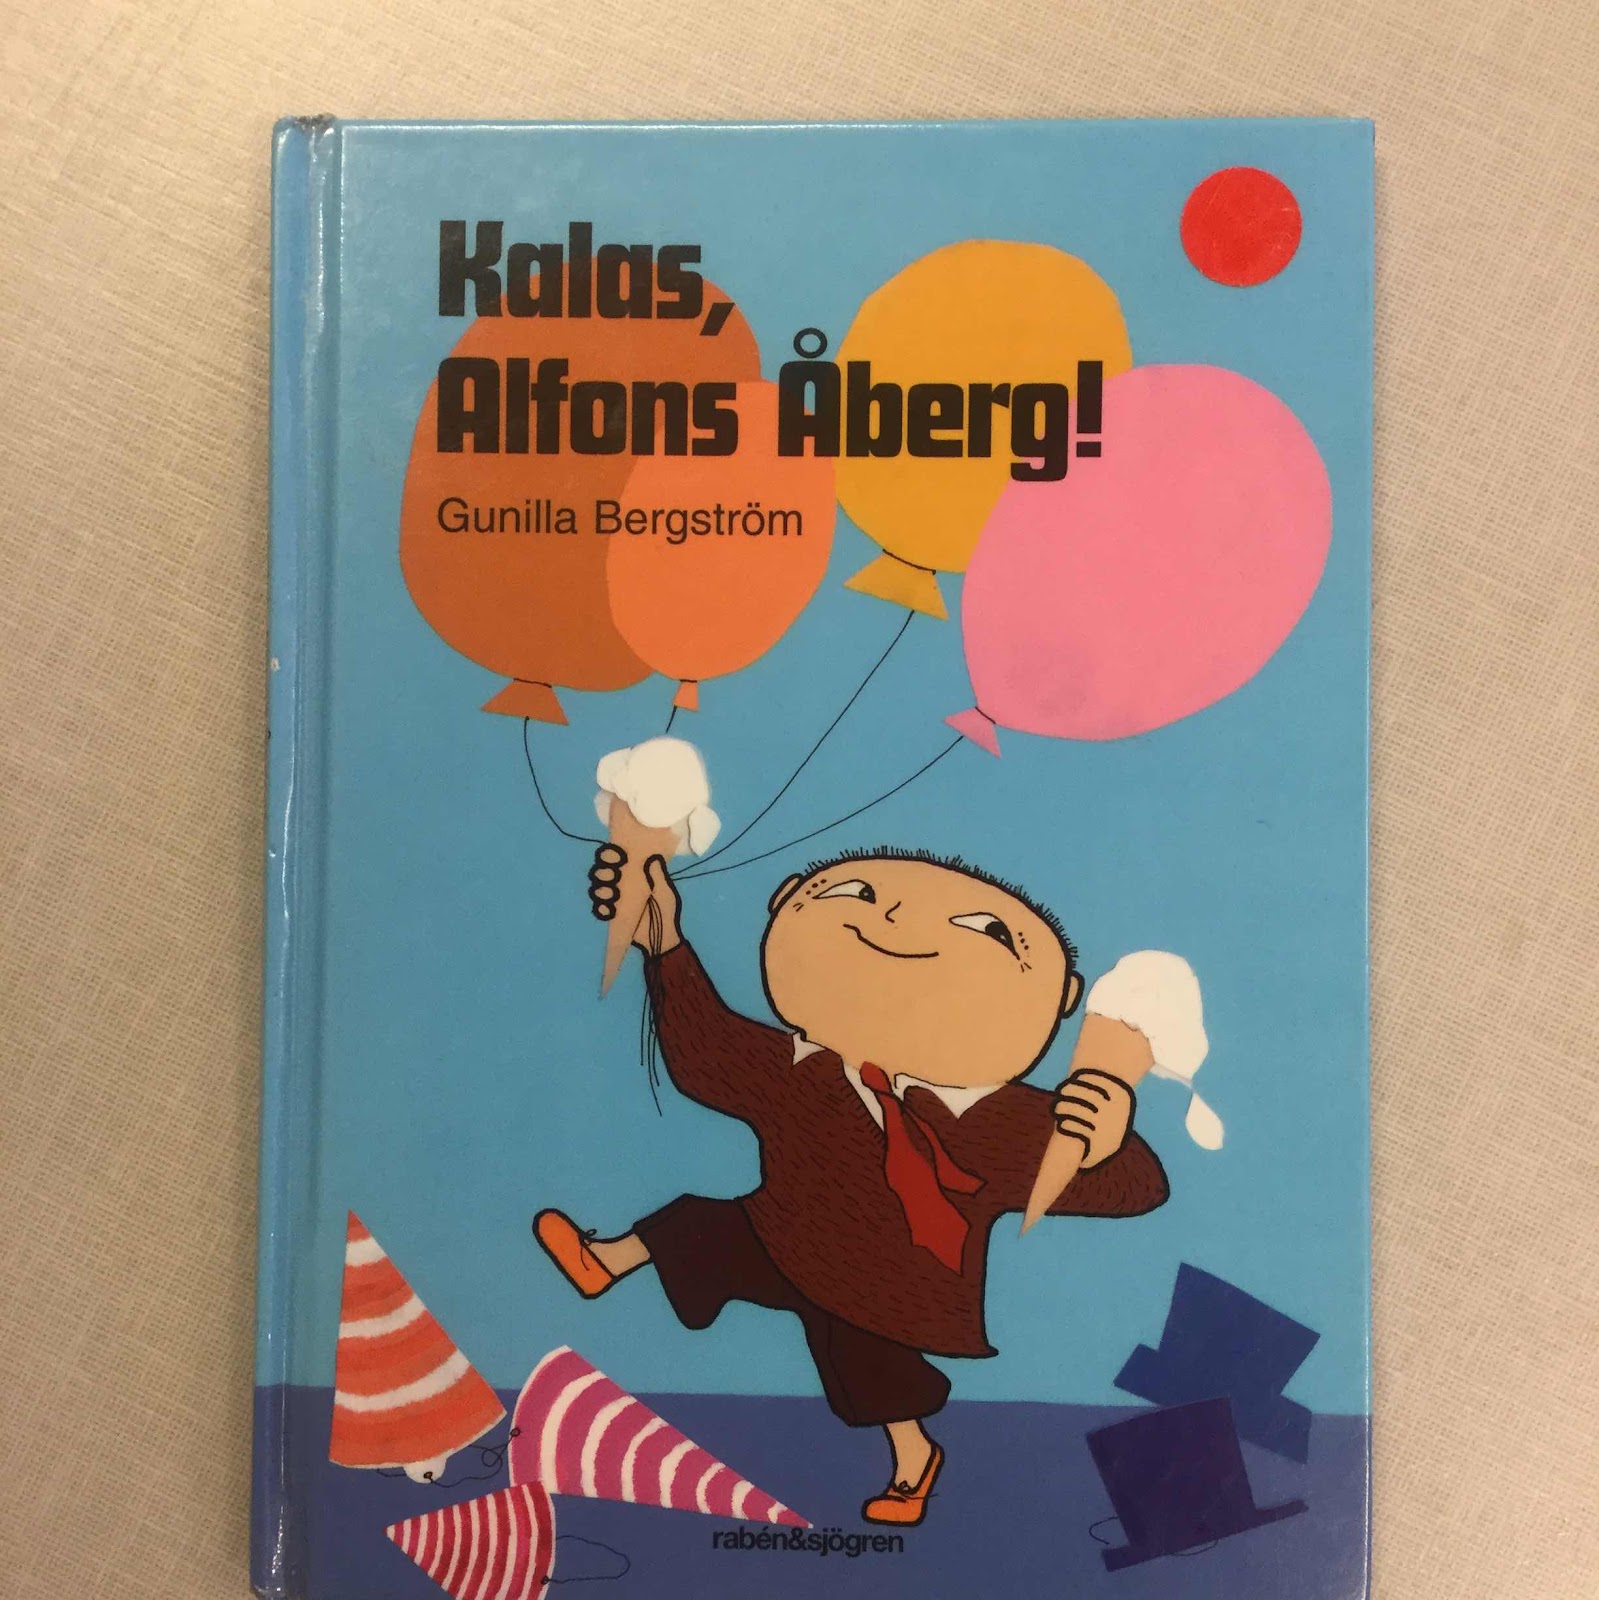 Kalas,
Alfons Åberg!
Gunilla Bergström
rabén&sjögren